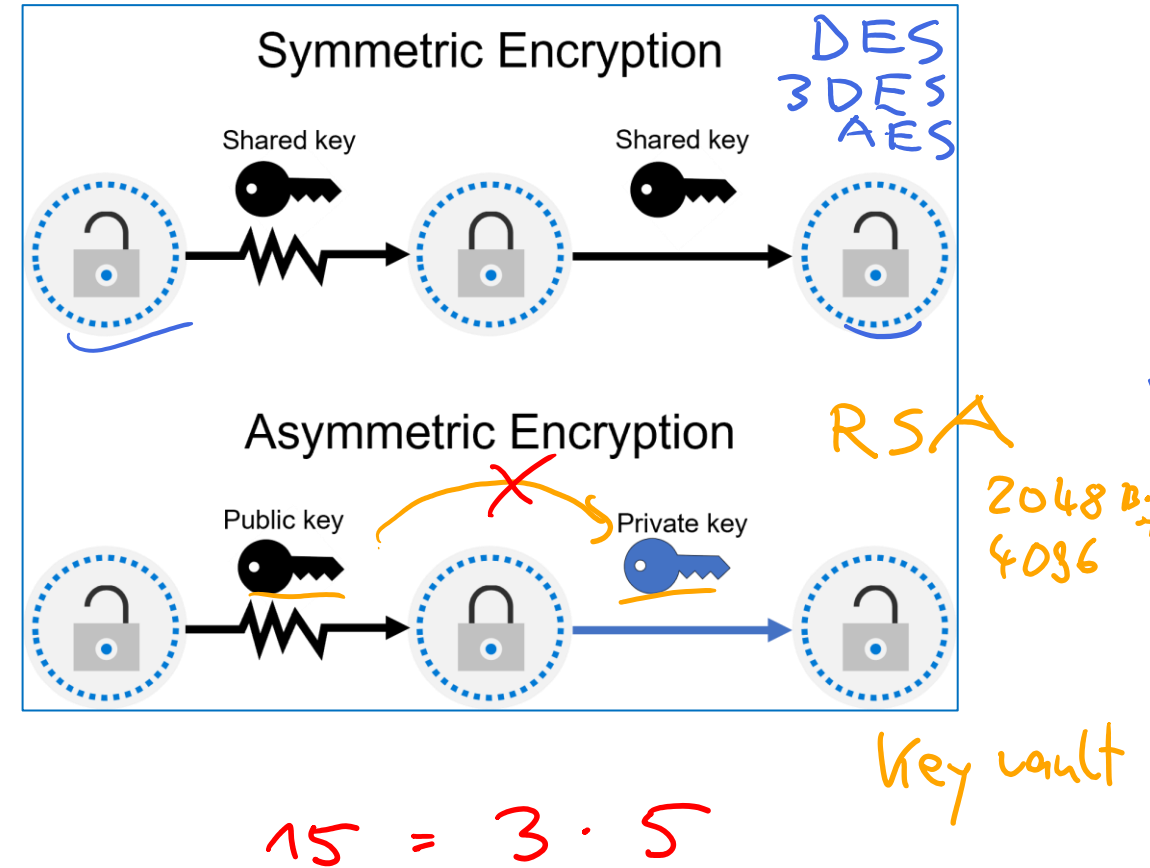 Symmetric Encryption
DES
3DES
AES
Shared key
Shared key
Asymmetric Encryption
RSA
2048
4096
Public key
Private key
Key vault
15 = 3 · 5